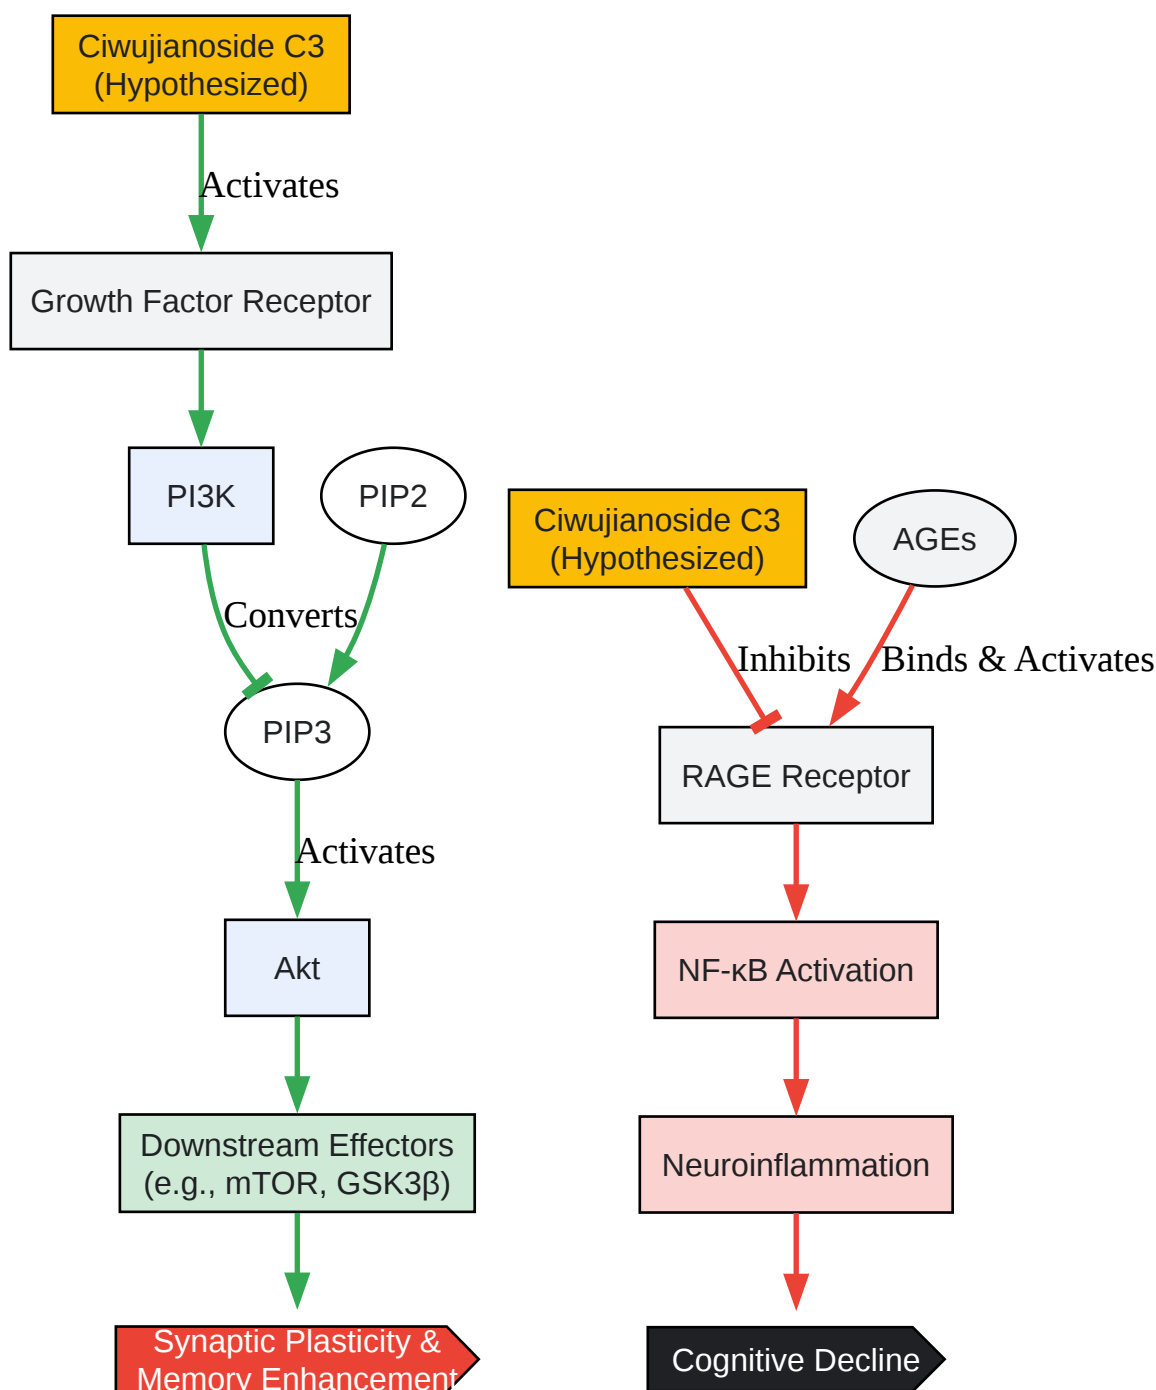 Ciwujianoside C3
(Hypothesized)
Activates
Growth Factor Receptor
PI3K
PIP2
Converts
PIP3
Activates
Akt
Downstream Effectors
(e.g., mTOR, GSK3β)
Synaptic Plasticity &
Memory Enhancement
Ciwujianoside C3
(Hypothesized)
AGEs
Inhibits
Binds & Activates
RAGE Receptor
NF-κB Activation
Neuroinflammation
Cognitive Decline